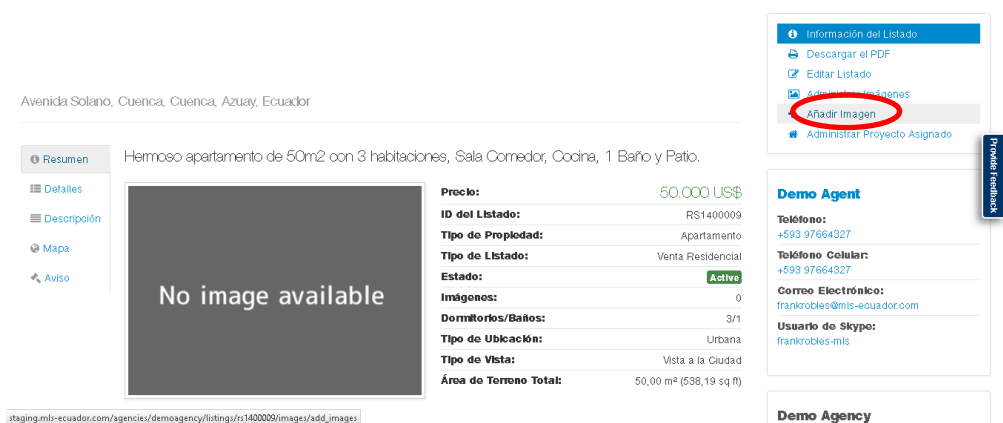 Información del Listado
Descargar el PDF
Editar Listado
Administrar Imágenes
Añadir Imagen
Administrar Proyecto Asignado
Avenida Solano, Cuenca, Cuenca, Azuay, Ecuador
Resumen
Detalles
Descripción
Mapa
Aviso
Hermoso apartamento de 50m2 con 3 habitaciones, Sala Comedor, Cocina, 1 Baño y Patio.
No image available
Precio: 50.000 US$
ID del Listado: RS1400009
Tipo de Propiedad: Apartamento
Tipo de Listado: Venta Residencial
Estado: Active
Imágenes: 0
Dormitorios/Baños: 3/1
Tipo de Ubicación: Urbana
Tipo de Vista: Vista a la Ciudad
Área de Terreno Total: 50,00 m² (538,19 sq ft)
Provide Feedback
Demo Agent
Teléfono:
+593 97664327
Teléfono Celular:
+593 97664327
Correo Electrónico:
frankrobles@mls-ecuador.com
Usuario de Skype:
frankrobles-mls
Demo Agency
staging.mls-ecuador.com/agencies/demoagency/listings/rs1400009/images/add_images